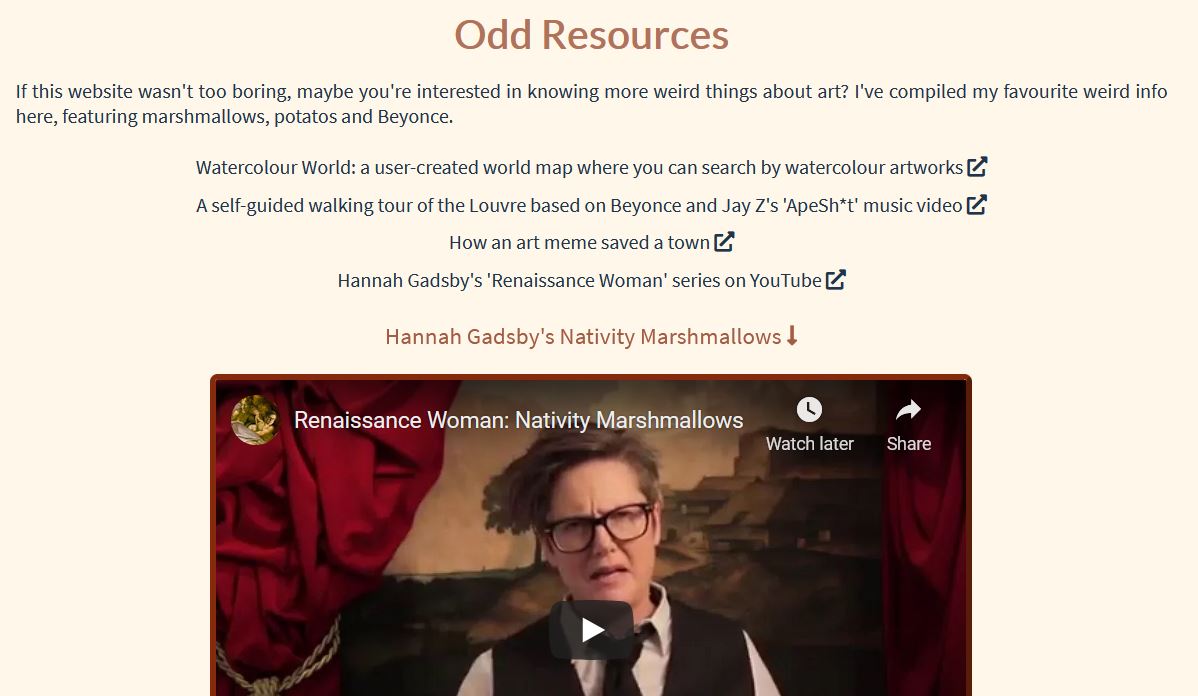 Odd Resources
If this website wasn't too boring, maybe you're interested in knowing more weird things about art? I've compiled my favourite weird info
here, featuring marshmallows, potatos and Beyonce.
Watercolour World: a user-created world map where you can search by watercolour artworks
A self-guided walking tour of the Louvre based on Beyonce and Jay Z's 'ApeSh*t' music video
How an art meme saved a town
Hannah Gadsby's 'Renaissance Woman' series on YouTube
Hannah Gadsby's Nativity Marshmallows
Renaissance Woman: Nativity Marshmallows
Watch later
Share